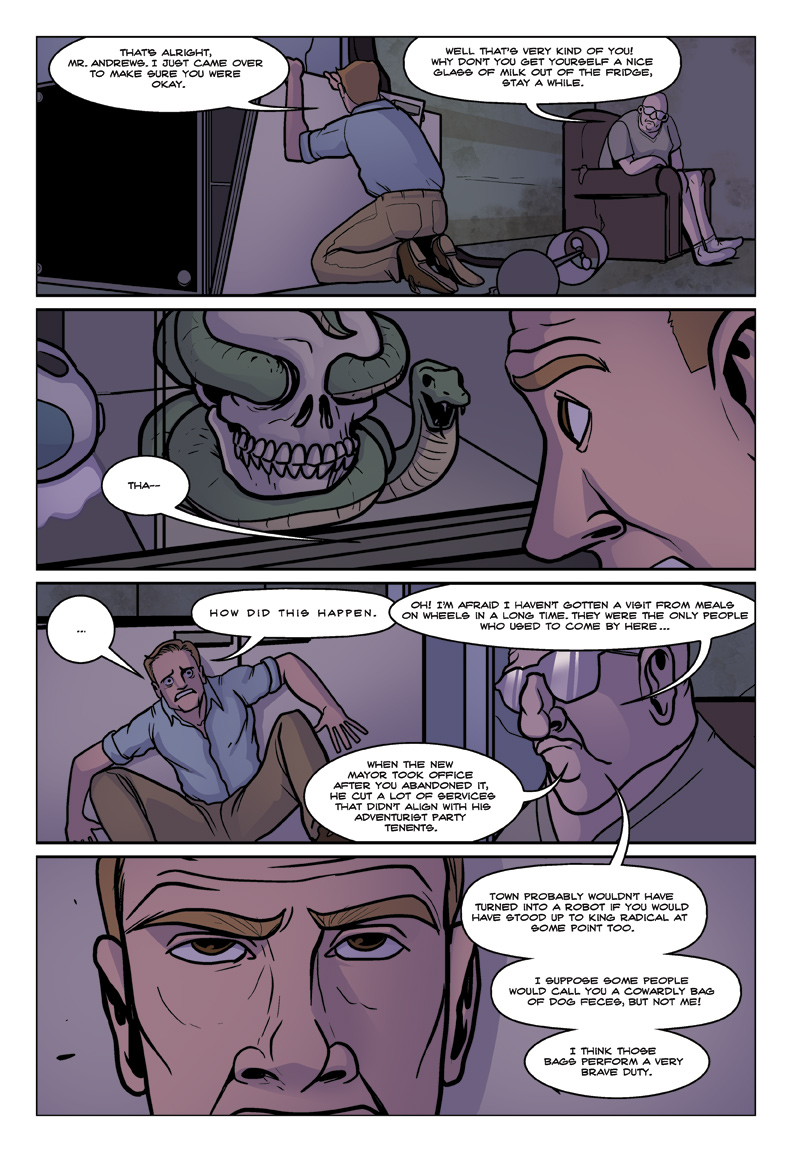 THAT'S ALRIGHT,
MR. ANDREWS. I JUST CAME OVER
TO MAKE SURE YOU WERE
OKAY.
WELL THAT'S VERY KIND OF YOU!
WHY DON'T YOU GET YOURSELF A NICE
GLASS OF MILK OUT OF THE FRIDGE,
STAY A WHILE.
THA--
...
HOW DID THIS HAPPEN.
OH! I'M AFRAID I HAVEN'T GOTTEN A VISIT FROM MEALS
ON WHEELS IN A LONG TIME. THEY WERE THE ONLY PEOPLE
WHO USED TO COME BY HERE...
WHEN THE NEW
MAYOR TOOK OFFICE
AFTER YOU ABANDONED IT,
HE CUT A LOT OF SERVICES
THAT DIDN'T ALIGN WITH HIS
ADVENTURIST PARTY
TENENTS.
TOWN PROBABLY WOULDN'T HAVE
TURNED INTO A ROBOT IF YOU WOULD
HAVE STOOD UP TO KING RADICAL AT
SOME POINT TOO.
I SUPPOSE SOME PEOPLE
WOULD CALL YOU A COWARDLY BAG
OF DOG FECES, BUT NOT ME!
I THINK THOSE
BAGS PERFORM A VERY
BRAVE DUTY.